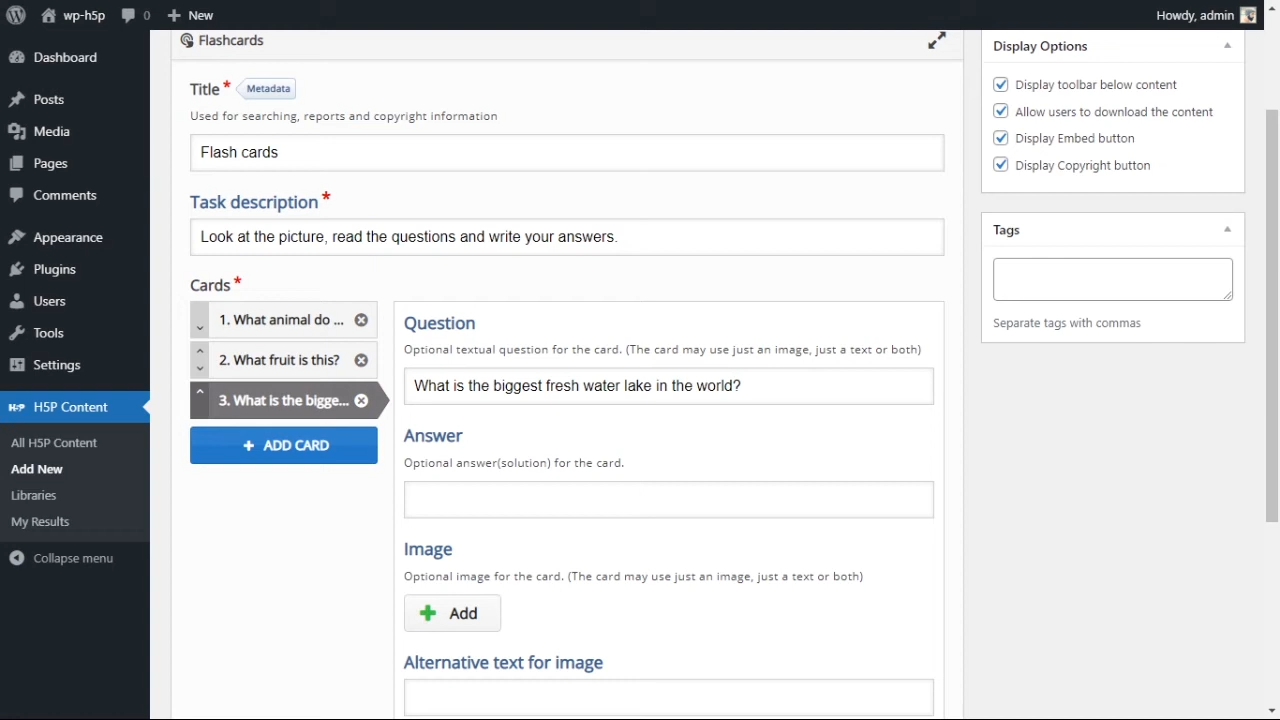 wp-h5p
0
New
Howdy, admin
Dashboard
Posts
Media
Pages
Comments
Appearance
Plugins
Users
Tools
Settings
H5P
H5P Content
All H5P Content
Add New
Libraries
My Results
Collapse menu
Flashcards
Title * Metadata
Used for searching, reports and copyright information
Flash cards
Task description *
Look at the picture, read the questions and write your answers.
Cards *
1. What animal do ...
2. What fruit is this?
3. What is the bigge...
+ ADD CARD
Question
Optional textual question for the card. (The card may use just an image, just a text or both)
What is the biggest fresh water lake in the world?
Answer
Optional answer(solution) for the card.
Image
Optional image for the card. (The card may use just an image, just a text or both)
Add
Alternative text for image
Display Options
Display toolbar below content
Allow users to download the content
Display Embed button
Display Copyright button
Tags
Separate tags with commas